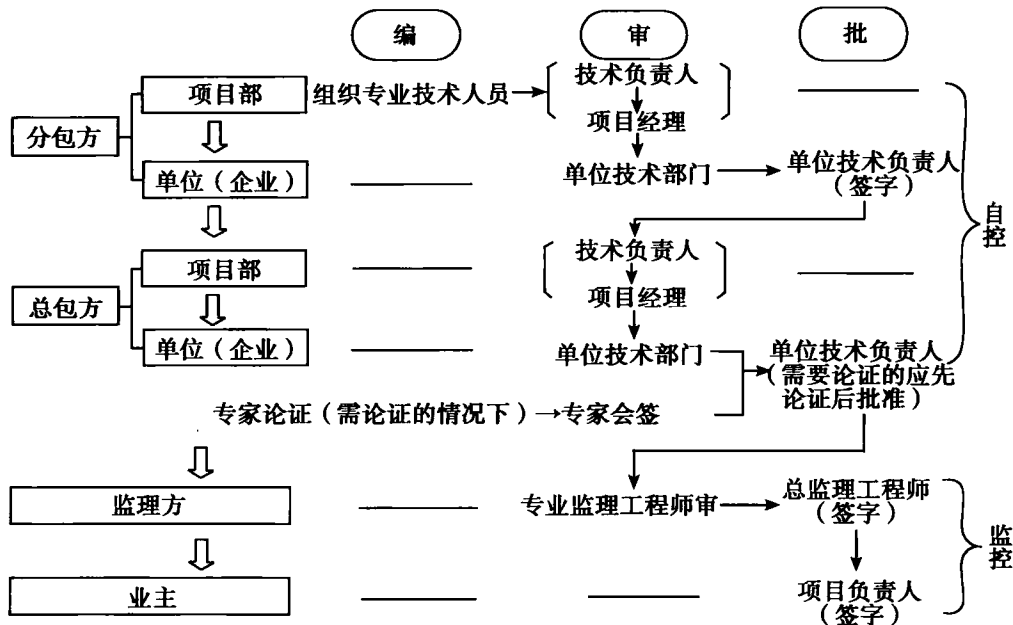 编 审 批
技术负责人
项目部 组织专业技术人员
项目经理
分包方
单位（企业） 单位技术部门 单位技术负责人
（签字）
自控
技术负责人
项目部
项目经理
总包方
单位（企业） 单位技术部门 单位技术负责人
（需要论证的应先
论证后批准）
专家论证（需论证的情况下） 专家会签
监理方 专业监理工程师审 总监理工程师
（签字）
监控
业主 项目负责人
（签字）